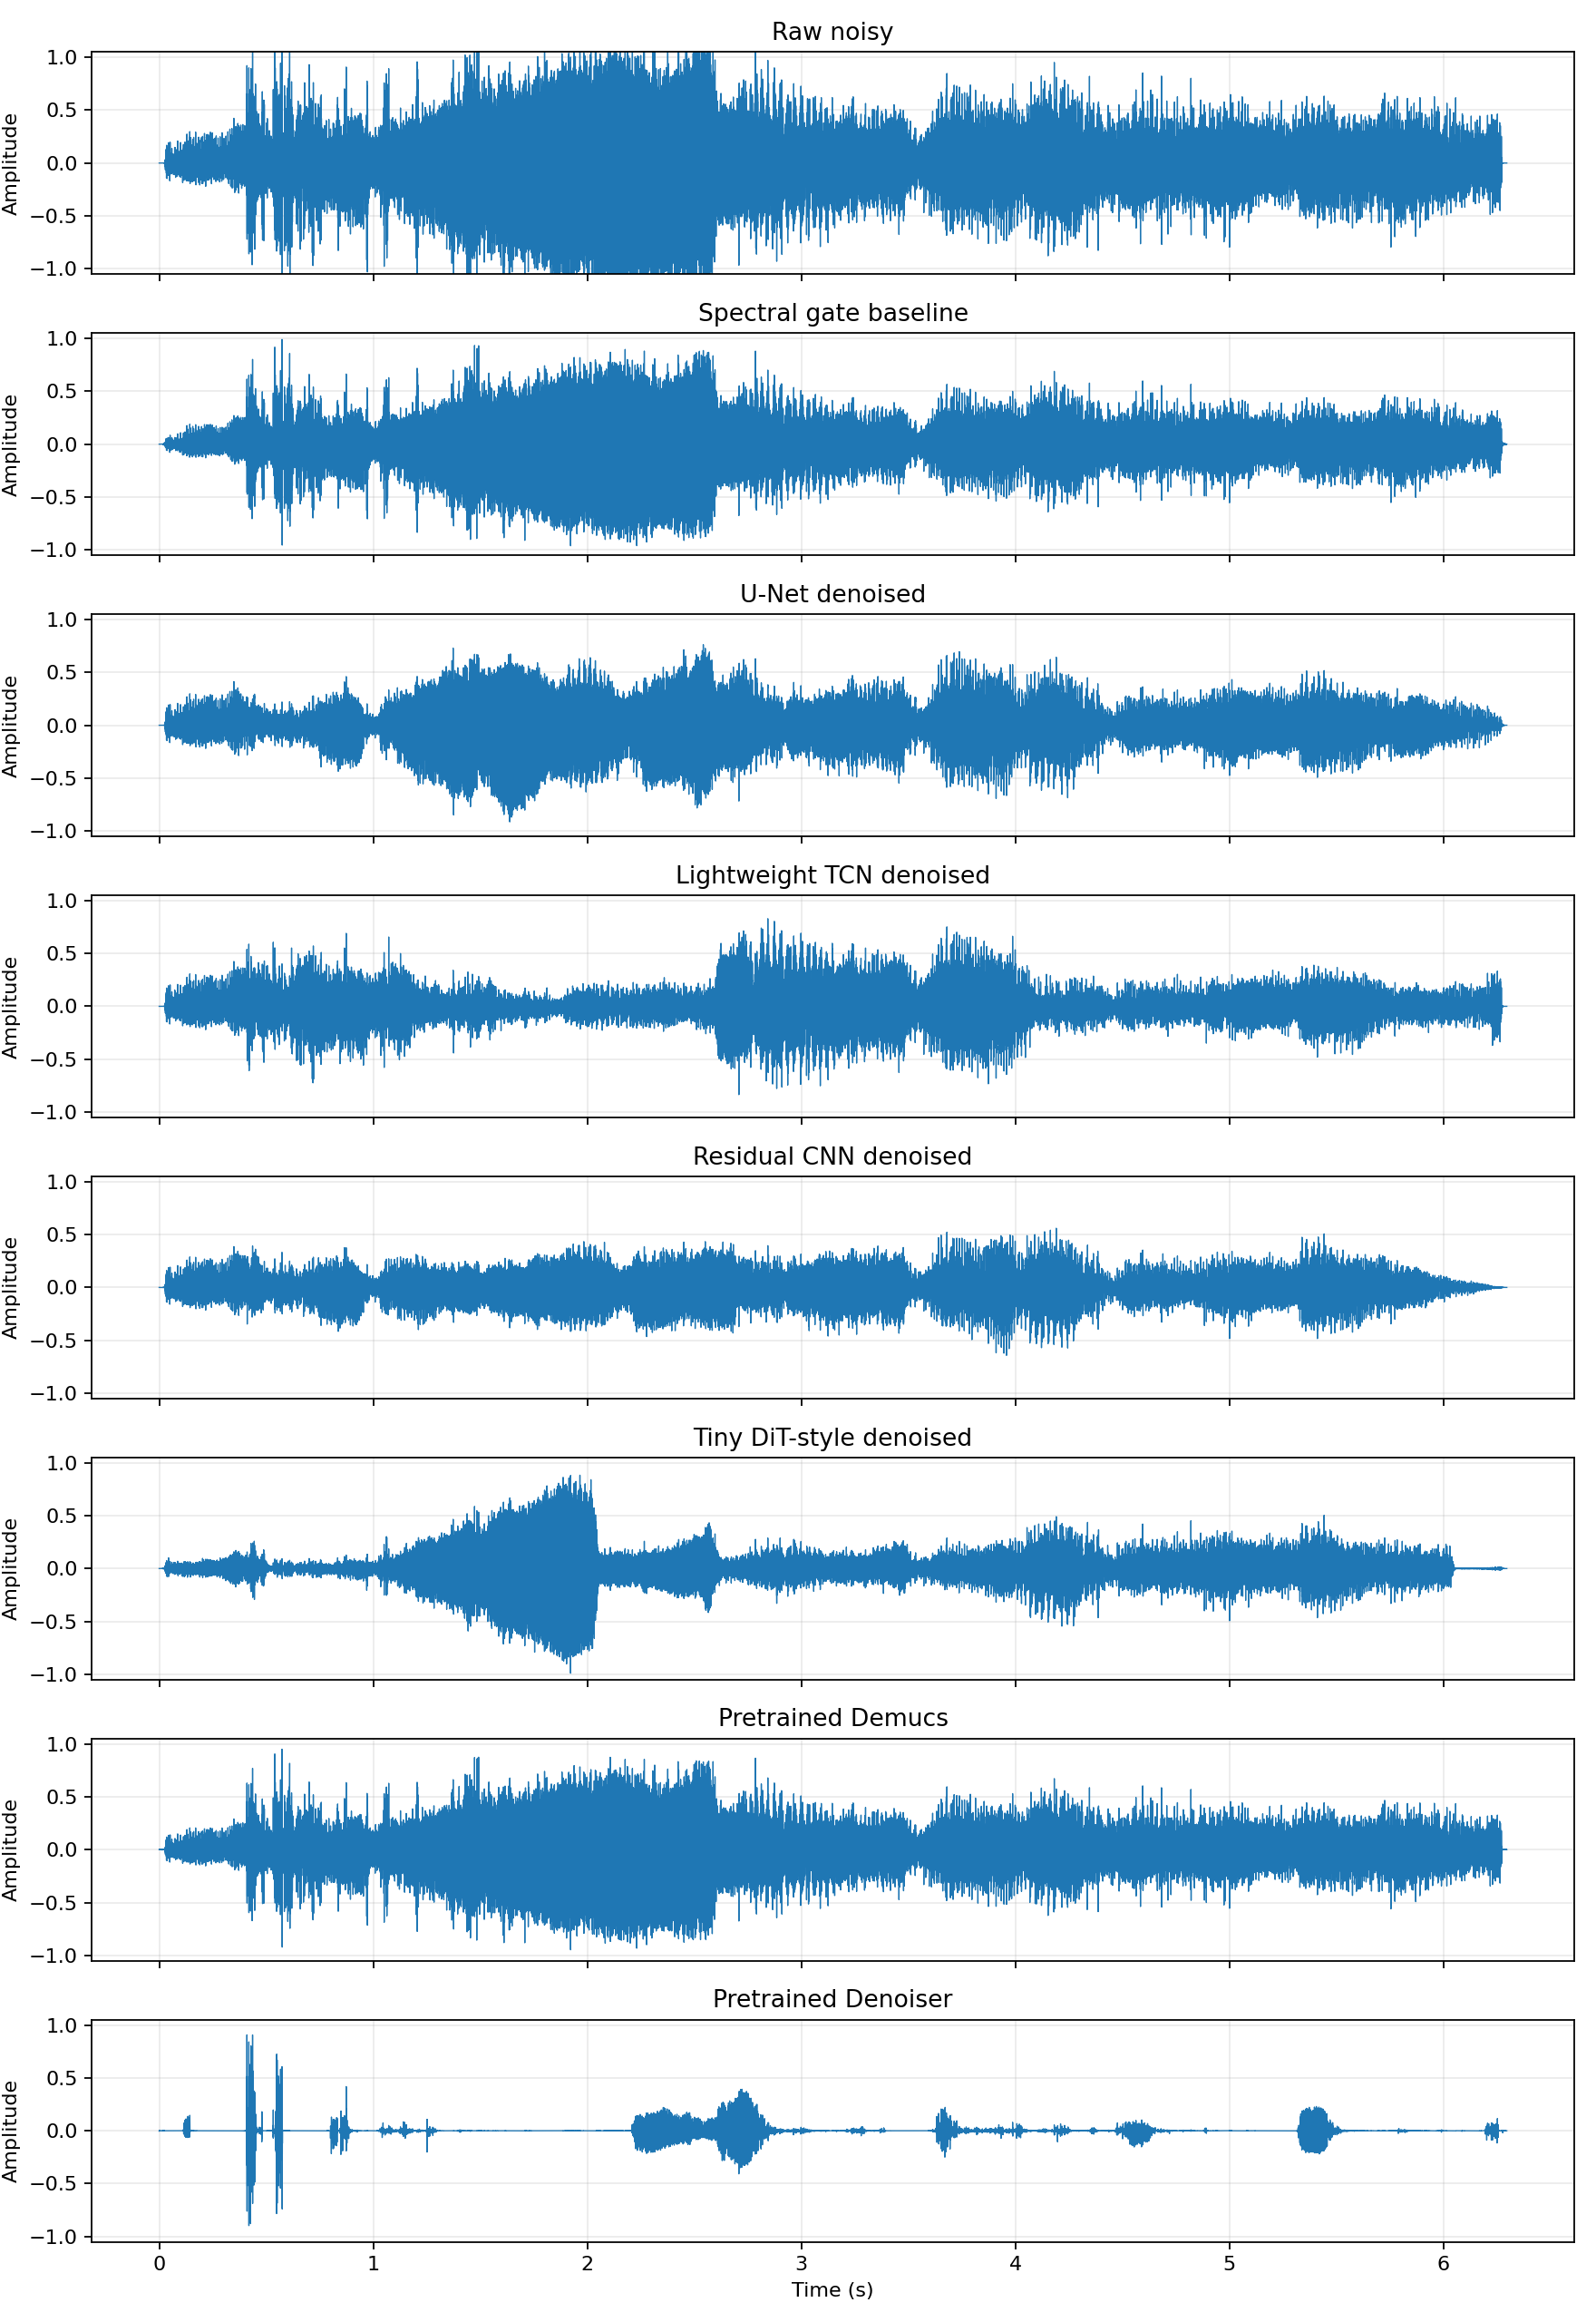 Raw noisy
1.0
0.5
0.0
−0.5
−1.0
Amplitude
Spectral gate baseline
1.0
0.5
0.0
−0.5
−1.0
Amplitude
U-Net denoised
1.0
0.5
0.0
−0.5
−1.0
Amplitude
Lightweight TCN denoised
1.0
0.5
0.0
−0.5
−1.0
Amplitude
Residual CNN denoised
1.0
0.5
0.0
−0.5
−1.0
Amplitude
Tiny DiT-style denoised
1.0
0.5
0.0
−0.5
−1.0
Amplitude
Pretrained Demucs
1.0
0.5
0.0
−0.5
−1.0
Amplitude
Pretrained Denoiser
1.0
0.5
0.0
−0.5
−1.0
Amplitude
0 1 2 3 4 5 6
Time (s)